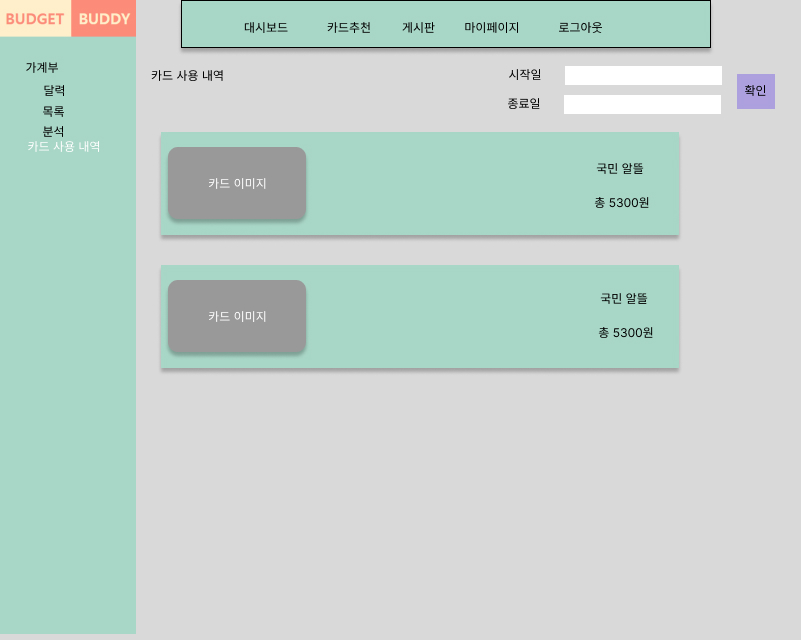 BUDGET BUDDY
대시보드 카드추천 게시판 마이페이지 로그아웃
가계부
달력
목록
분석
카드 사용 내역
카드 사용 내역
시작일
종료일
확인
카드 이미지
국민 알뜰
총 5300원
카드 이미지
국민 알뜰
총 5300원